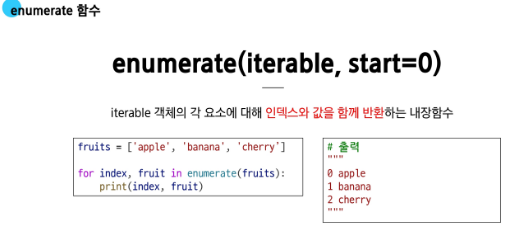 enumerate 함수
enumerate(iterable, start=0)
iterable 객체의 각 요소에 대해 인덱스와 값을 함께 반환하는 내장함수
fruits = ['apple', 'banana', 'cherry']
for index, fruit in enumerate(fruits):
    print(index, fruit)
# 출력
"""
0 apple
1 banana
2 cherry
"""